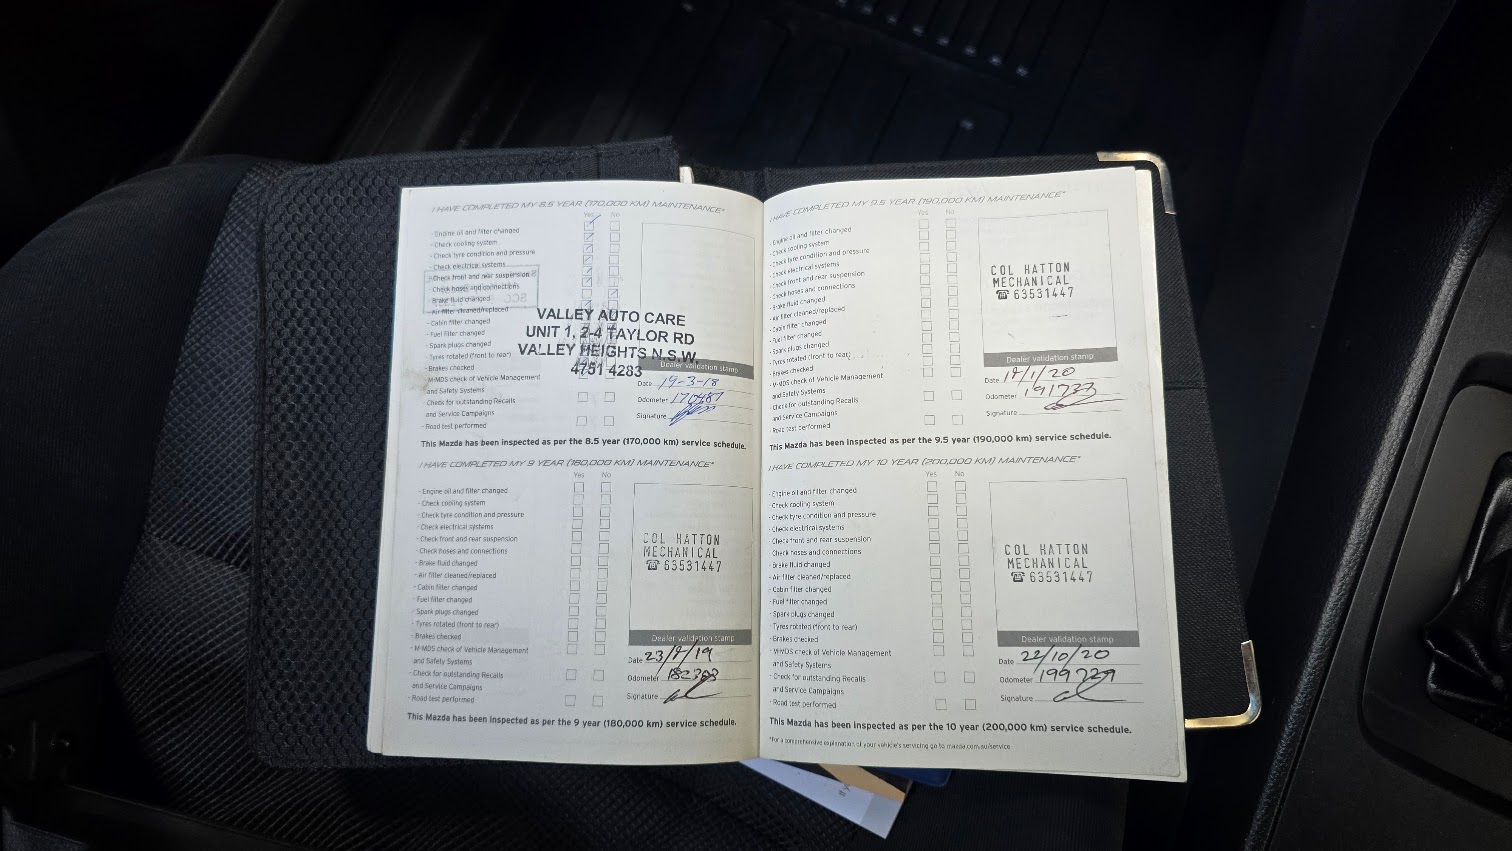 I HAVE COMPLETED MY 8.5 YEAR (170,000 KM) MAINTENANCE*
Yes No
- Engine oil and filter changed
- Check cooling system
- Check tyre condition and pressure
- Check electrical systems
- Check front and rear suspension
- Check hoses and connections
- Brake fluid changed
- Air filter cleaned/replaced
- Cabin filter changed
- Fuel filter changed
- Spark plugs changed
- Tyres rotated (front to rear)
- Brakes checked
- M-MDS check of Vehicle Management
and Safety Systems
- Check for outstanding Recalls
and Service Campaigns
- Road test performed
VALLEY AUTO CARE
UNIT 1, 2-4 TAYLOR RD
VALLEY HEIGHTS N.S.W.
4751 4283
Dealer validation stamp
Date 19-3-18
Odometer 170487
Signature
This Mazda has been inspected as per the 8.5 year (170,000 km) service schedule.
I HAVE COMPLETED MY 9 YEAR (180,000 KM) MAINTENANCE*
Yes No
- Engine oil and filter changed
- Check cooling system
- Check tyre condition and pressure
- Check electrical systems
- Check front and rear suspension
- Check hoses and connections
- Brake fluid changed
- Air filter cleaned/replaced
- Cabin filter changed
- Fuel filter changed
- Spark plugs changed
- Tyres rotated (front to rear)
- Brakes checked
- M-MDS check of Vehicle Management
and Safety Systems
- Check for outstanding Recalls
and Service Campaigns
- Road test performed
COL HATTON
MECHANICAL
☎ 63531447
Dealer validation stamp
Date
Odometer
Signature
This Mazda has been inspected as per the 9 year (180,000 km) service schedule.
I HAVE COMPLETED MY 9.5 YEAR (190,000 KM) MAINTENANCE*
Yes No
- Engine oil and filter changed
- Check cooling system
- Check tyre condition and pressure
- Check electrical systems
- Check front and rear suspension
- Check hoses and connections
- Brake fluid changed
- Air filter cleaned/replaced
- Cabin filter changed
- Fuel filter changed
- Spark plugs changed
- Tyres rotated (front to rear)
- Brakes checked
- M-MDS check of Vehicle Management
and Safety Systems
- Check for outstanding Recalls
and Service Campaigns
- Road test performed
COL HATTON
MECHANICAL
☎ 63531447
Dealer validation stamp
Date
Odometer 191733
Signature
This Mazda has been inspected as per the 9.5 year (190,000 km) service schedule.
I HAVE COMPLETED MY 10 YEAR (200,000 KM) MAINTENANCE*
Yes No
- Engine oil and filter changed
- Check cooling system
- Check tyre condition and pressure
- Check electrical systems
- Check front and rear suspension
- Check hoses and connections
- Brake fluid changed
- Air filter cleaned/replaced
- Cabin filter changed
- Fuel filter changed
- Spark plugs changed
- Tyres rotated (front to rear)
- Brakes checked
- M-MDS check of Vehicle Management
and Safety Systems
- Check for outstanding Recalls
and Service Campaigns
- Road test performed
COL HATTON
MECHANICAL
☎ 63531447
Dealer validation stamp
Date 22/10/20
Odometer 199729
Signature
This Mazda has been inspected as per the 10 year (200,000 km) service schedule.
*For a comprehensive explanation of your vehicle's servicing go to mazda.com.au/service